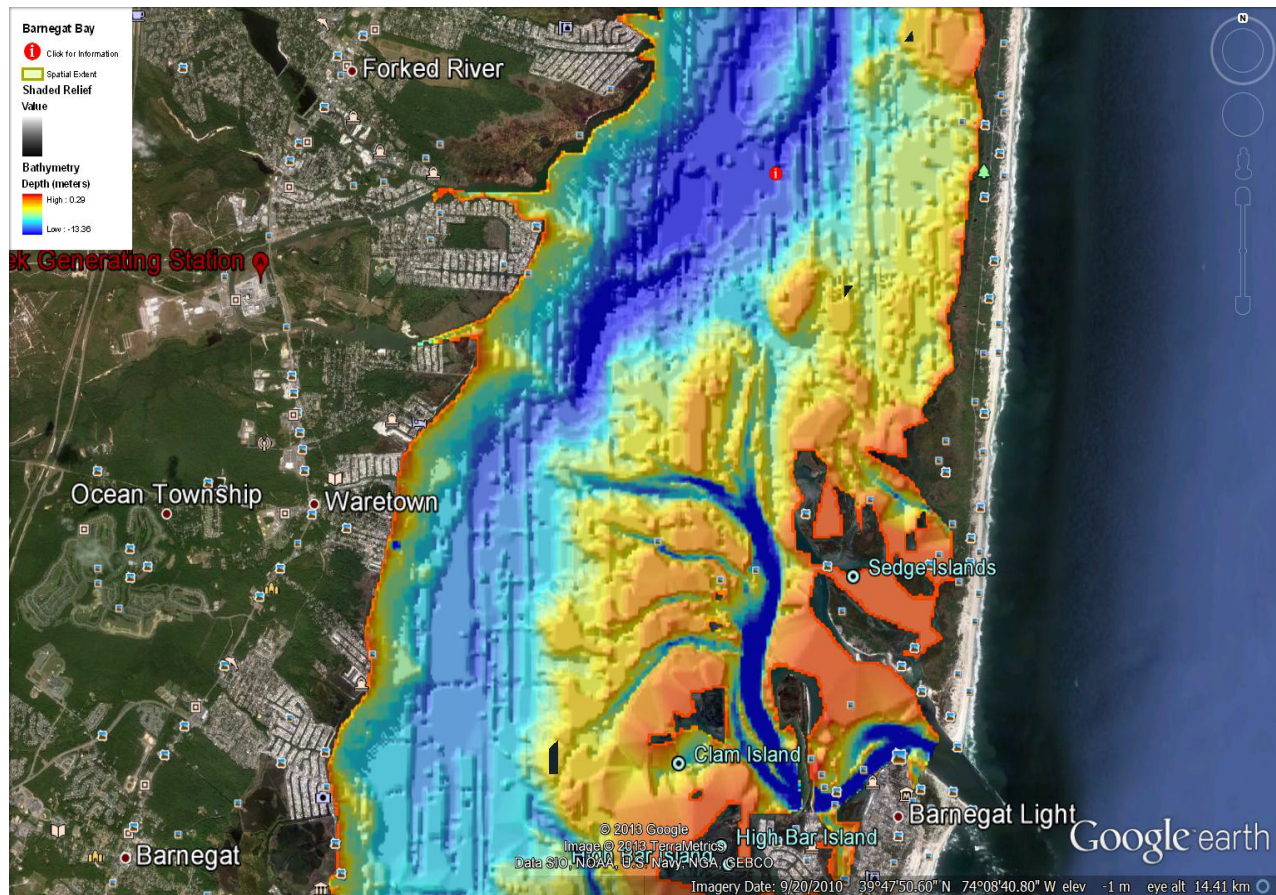 Barnegat Bay
i Click for Information
Spatial Extent
Shaded Relief
Value
Bathymetry
Depth (meters)
High : 0.29
Low : -13.36
N
Forked River
i
ek Generating Station
Ocean Township
Waretown
Sedge Islands
Clam Island
High Bar Island
Barnegat Light
High Bar Island
Barnegat
© 2013 Google
Image © 2013 TerraMetrics
Data SIO, NOAA, U.S. Navy, NGA, GEBCO
Google earth
Imagery Date: 9/20/2010 39°47'50.60" N 74°08'40.80" W elev -1 m eye alt 14.41 km